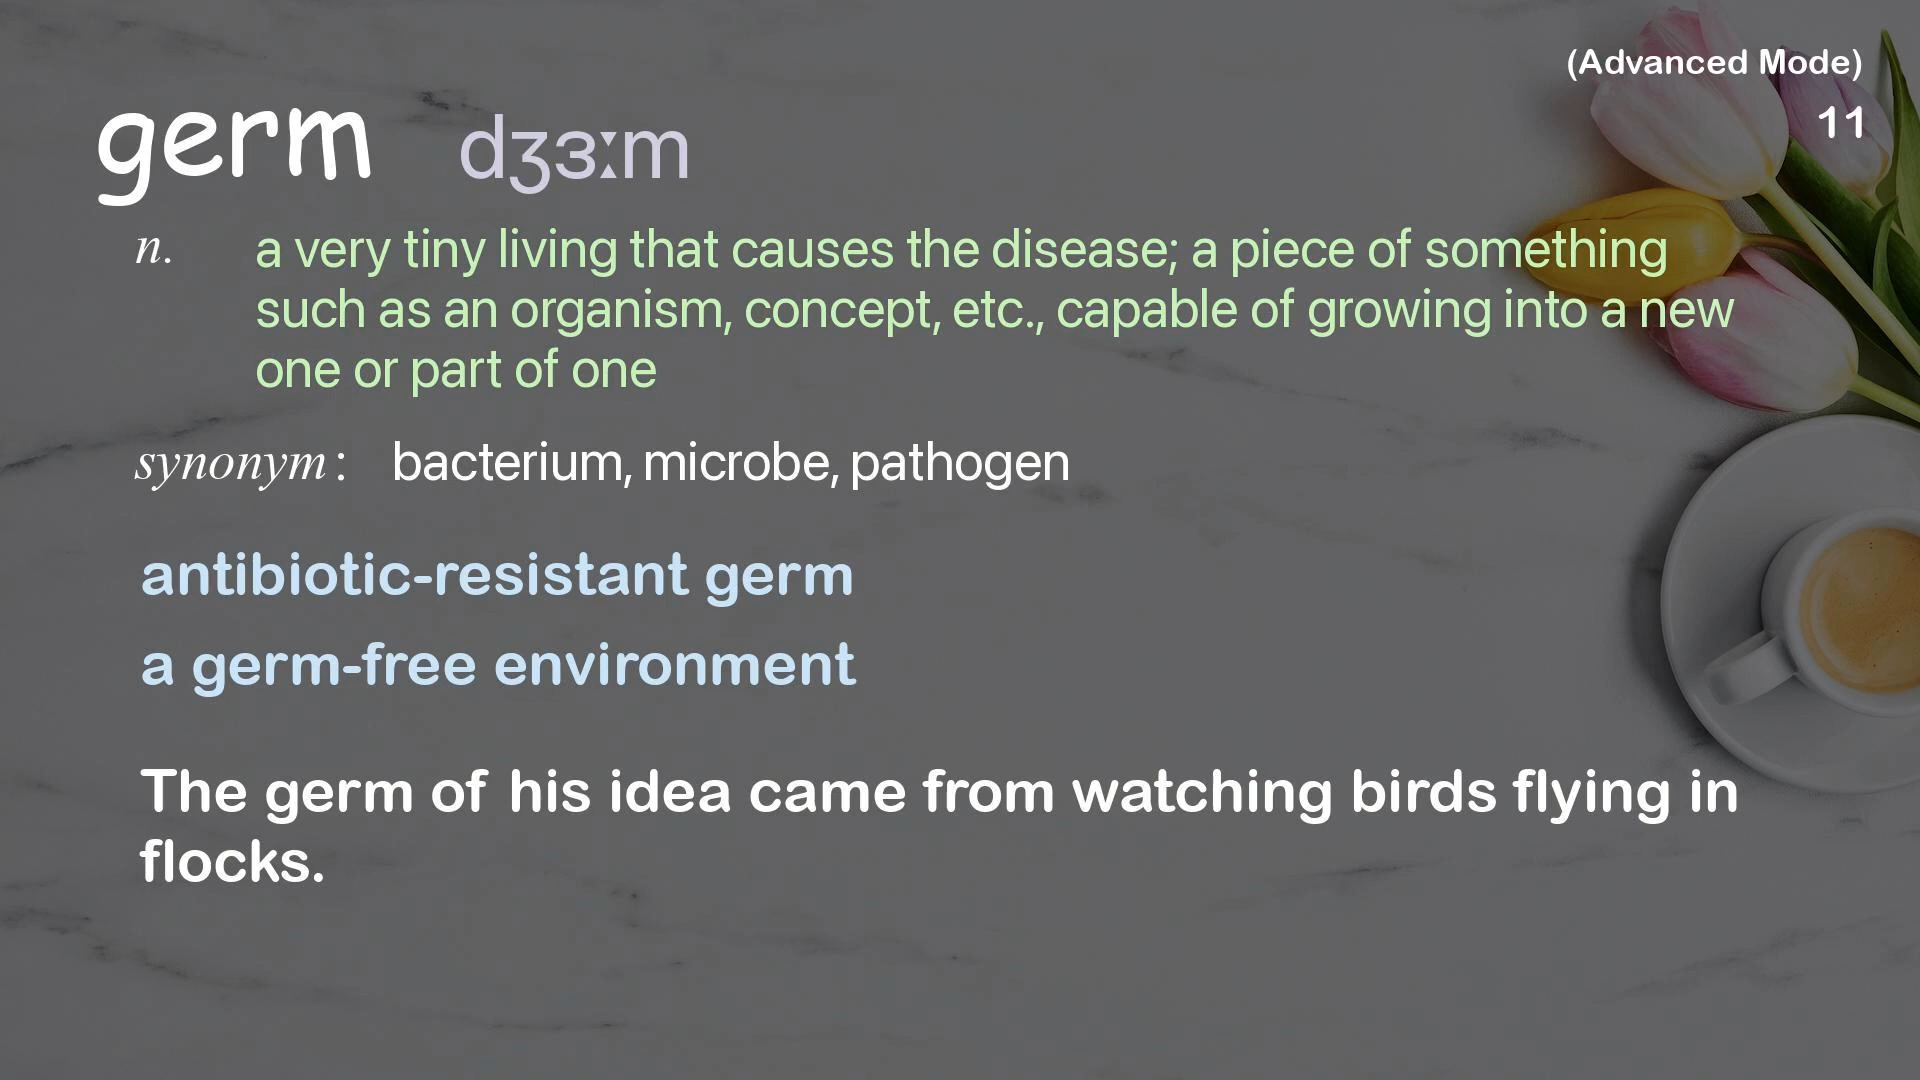 (Advanced Mode)
11
germ dʒɜːm
n. a very tiny living that causes the disease; a piece of something
such as an organism, concept, etc., capable of growing into a new
one or part of one
synonym: bacterium, microbe, pathogen
antibiotic-resistant germ
a germ-free environment
The germ of his idea came from watching birds flying in
flocks.